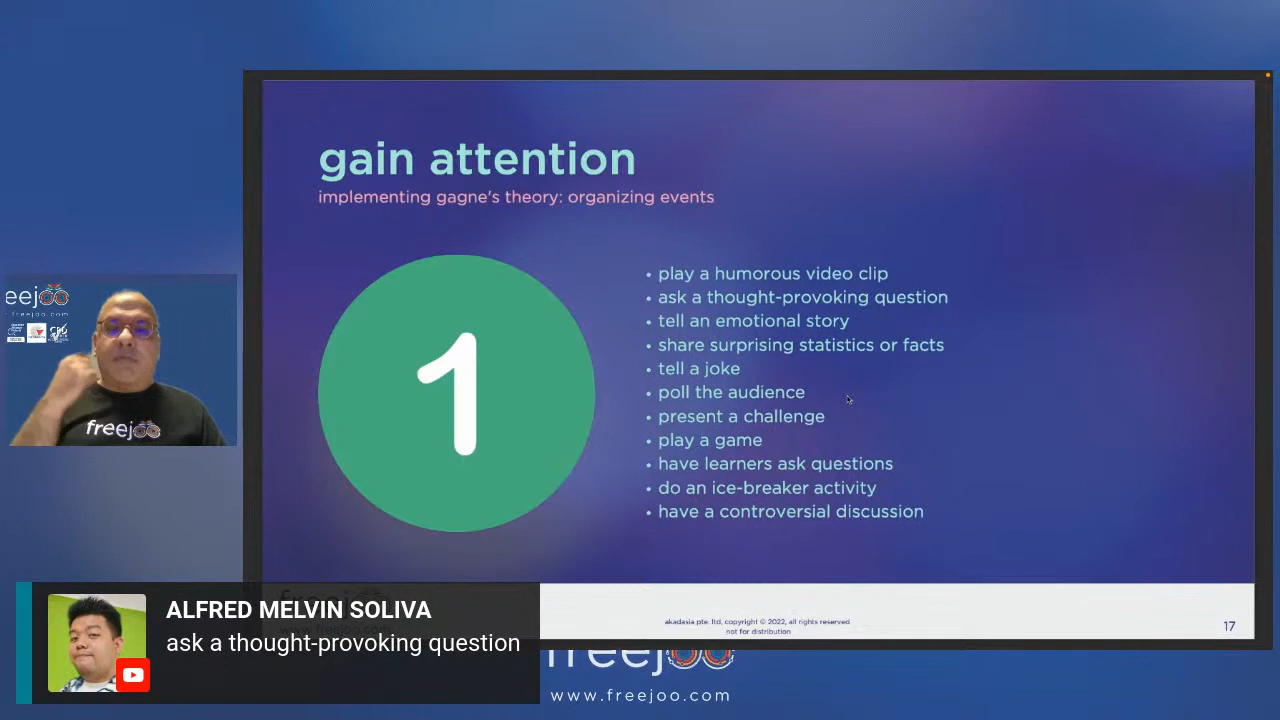 gain attention
implementing gagne's theory: organizing events
1
• play a humorous video clip
• ask a thought-provoking question
• tell an emotional story
• share surprising statistics or facts
• tell a joke
• poll the audience
• present a challenge
• play a game
• have learners ask questions
• do an ice-breaker activity
• have a controversial discussion
eejoo
freejoo.com
freejoo
ALFRED MELVIN SOLIVA
ask a thought-provoking question
akadasia pte. ltd, copyright © 2022, all rights reserved
not for distribution
17
freejoo
www.freejoo.com